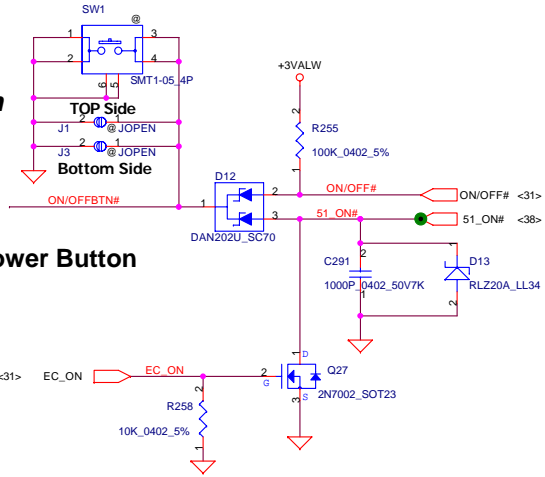 SW1
@
1
3
2
4
6
5
SMT1-05_4P
n
TOP Side
J1 2 1 @ JOPEN
J3 2 1 @ JOPEN
Bottom Side
+3VALW
2
R255
100K_0402_5%
1
D12
ON/OFFBTN#
1
2
ON/OFF#
ON/OFF# <31>
3
51_ON#
51_ON# <38>
DAN202U_SC70
ower Button
C291
2
1000P_0402_50V7K
1
1
D13
RLZ20A_LL34
2
<31> EC_ON
EC_ON
2
G
1
D
Q27
S
3
2N7002_SOT23
2
R258
10K_0402_5%
1